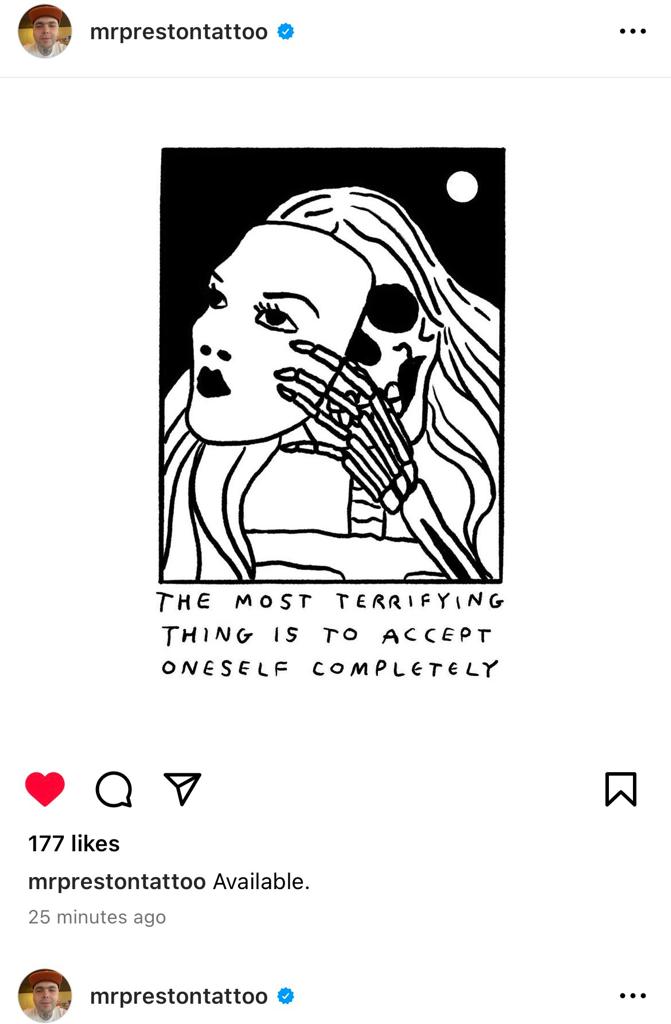 mrprestontattoo
THE MOST TERRIFYING
THING IS TO ACCEPT
ONESELF COMPLETELY
177 likes
mrprestontattoo Available.
25 minutes ago
mrprestontattoo